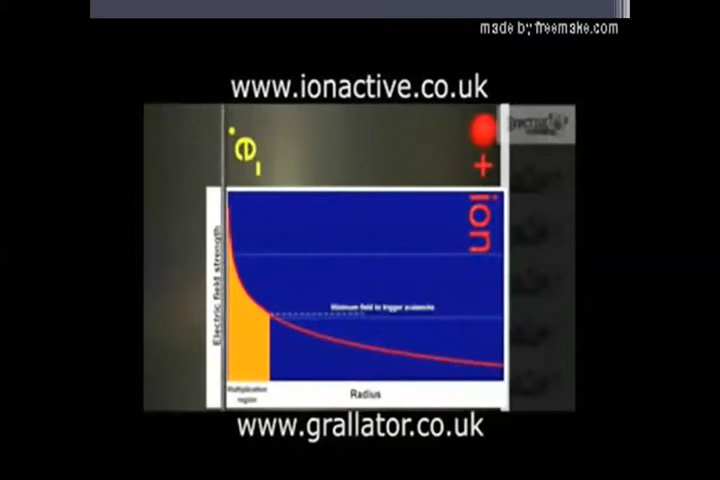 made by freemake.com
www.ionactive.co.uk
.e-
+ ion
Electric field strength
Minimum field to trigger avalanche
Multiplication
region
Radius
www.grallator.co.uk